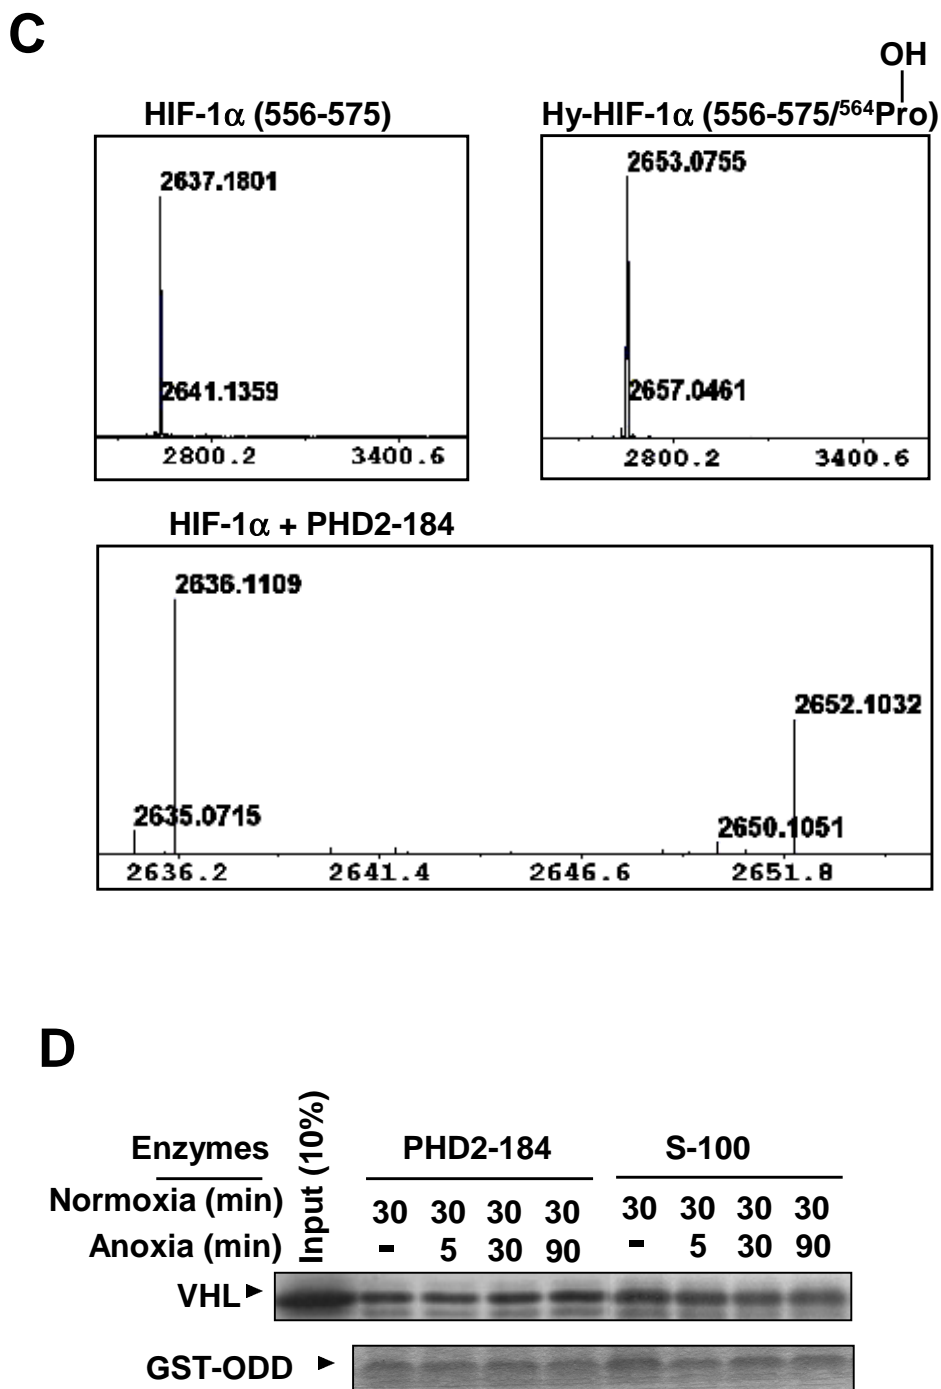 C
OH
HIF-1α (556-575)
Hy-HIF-1α (556-575/⁵⁶⁴Pro)
2637.1801
2641.1359
2800.2 3400.6
2653.0755
2657.0461
2800.2 3400.6
HIF-1α + PHD2-184
2636.1109
2652.1032
2635.0715
2650.1051
2636.2 2641.4 2646.6 2651.8
D
Input (10%)
Enzymes PHD2-184 S-100
Normoxia (min) 30 30 30 30 30 30 30 30
Anoxia (min) - 5 30 90 - 5 30 90
VHL
GST-ODD